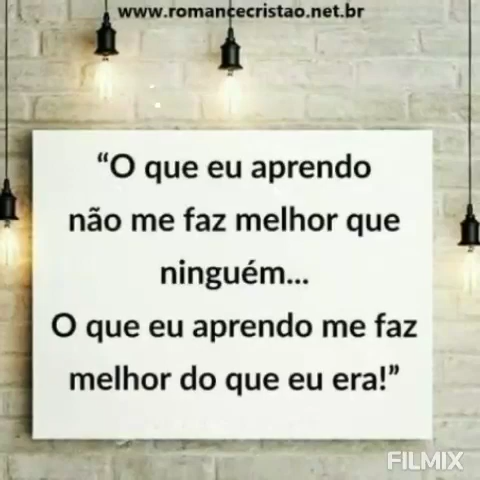 www.romancecristao.net.br
“O que eu aprendo
não me faz melhor que
ninguém...
O que eu aprendo me faz
melhor do que eu era!”
FILMIX